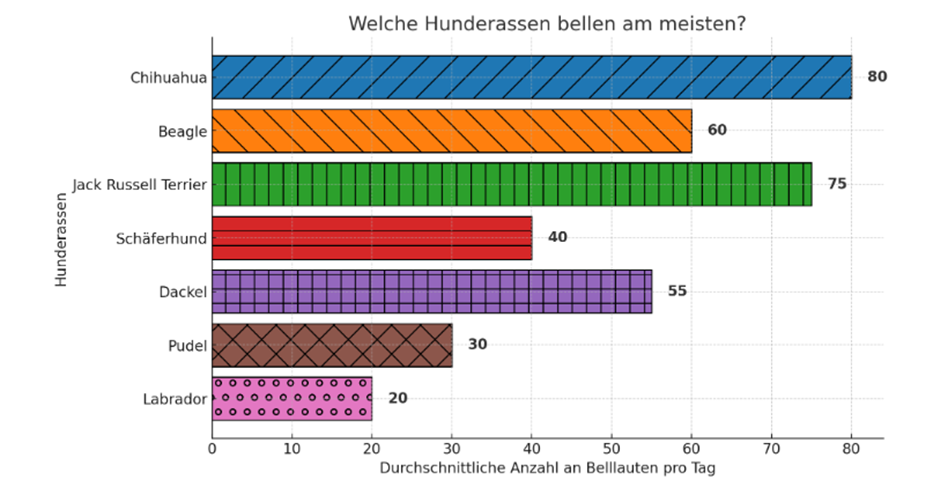 Welche Hunderassen bellen am meisten?
Hunderassen
Chihuahua 80
Beagle 60
Jack Russell Terrier 75
Schäferhund 40
Dackel 55
Pudel 30
Labrador 20
0 10 20 30 40 50 60 70 80
Durchschnittliche Anzahl an Belllauten pro Tag